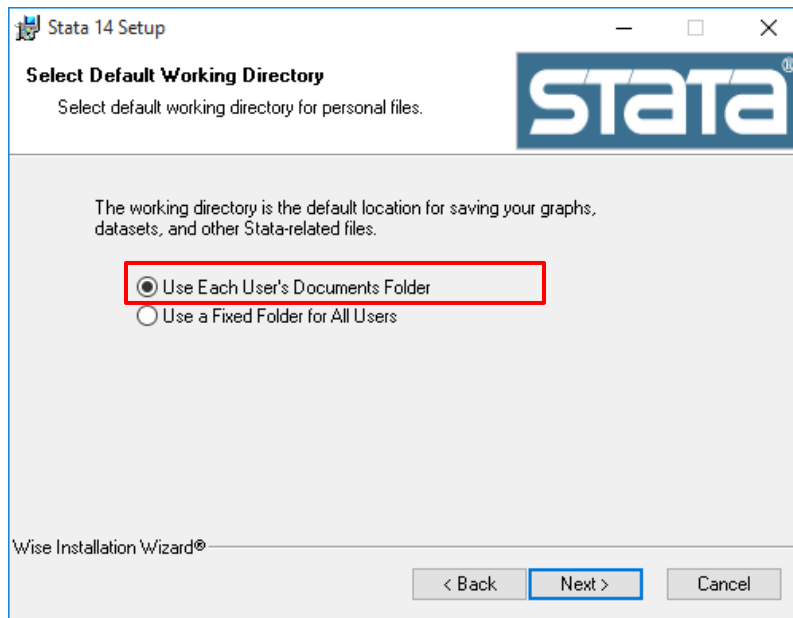 Stata 14 Setup
Select Default Working Directory
Select default working directory for personal files.
STATA®
The working directory is the default location for saving your graphs,
datasets, and other Stata-related files.
Use Each User's Documents Folder
Use a Fixed Folder for All Users
Wise Installation Wizard®
< Back Next > Cancel